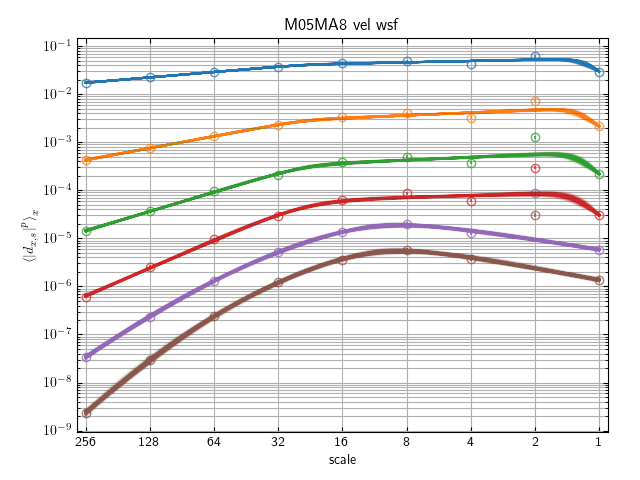 M05MA8 vel wsf
10⁻¹
10⁻²
10⁻³
10⁻⁴
10⁻⁵
10⁻⁶
10⁻⁷
10⁻⁸
10⁻⁹
⟨|d_{x,s}|^p⟩_x
256 128 64 32 16 8 4 2 1
scale